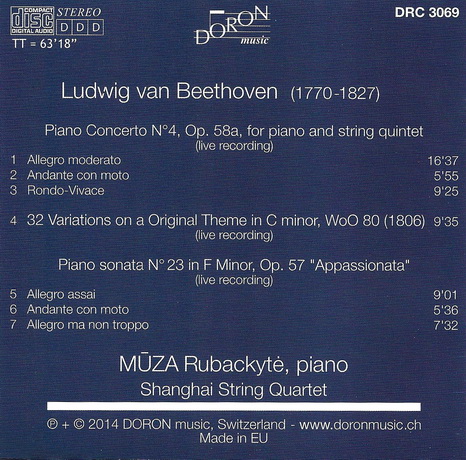 COMPACT disc DIGITAL AUDIO STEREO DDD DORON music DRC 3069
TT = 63'18"
Ludwig van Beethoven (1770-1827)
Piano Concerto N°4, Op. 58a, for piano and string quintet
(live recording)
1 Allegro moderato 16'37
2 Andante con moto 5'55
3 Rondo-Vivace 9'25
4 32 Variations on a Original Theme in C minor, WoO 80 (1806) 9'35
(live recording)
Piano sonata N° 23 in F Minor, Op. 57 "Appassionata"
(live recording)
5 Allegro assai 9'01
6 Andante con moto 5'36
7 Allegro ma non troppo 7'32
MŪZA Rubackytė, piano
Shanghai String Quartet
℗ + © 2014 DORON music, Switzerland - www.doronmusic.ch
Made in EU